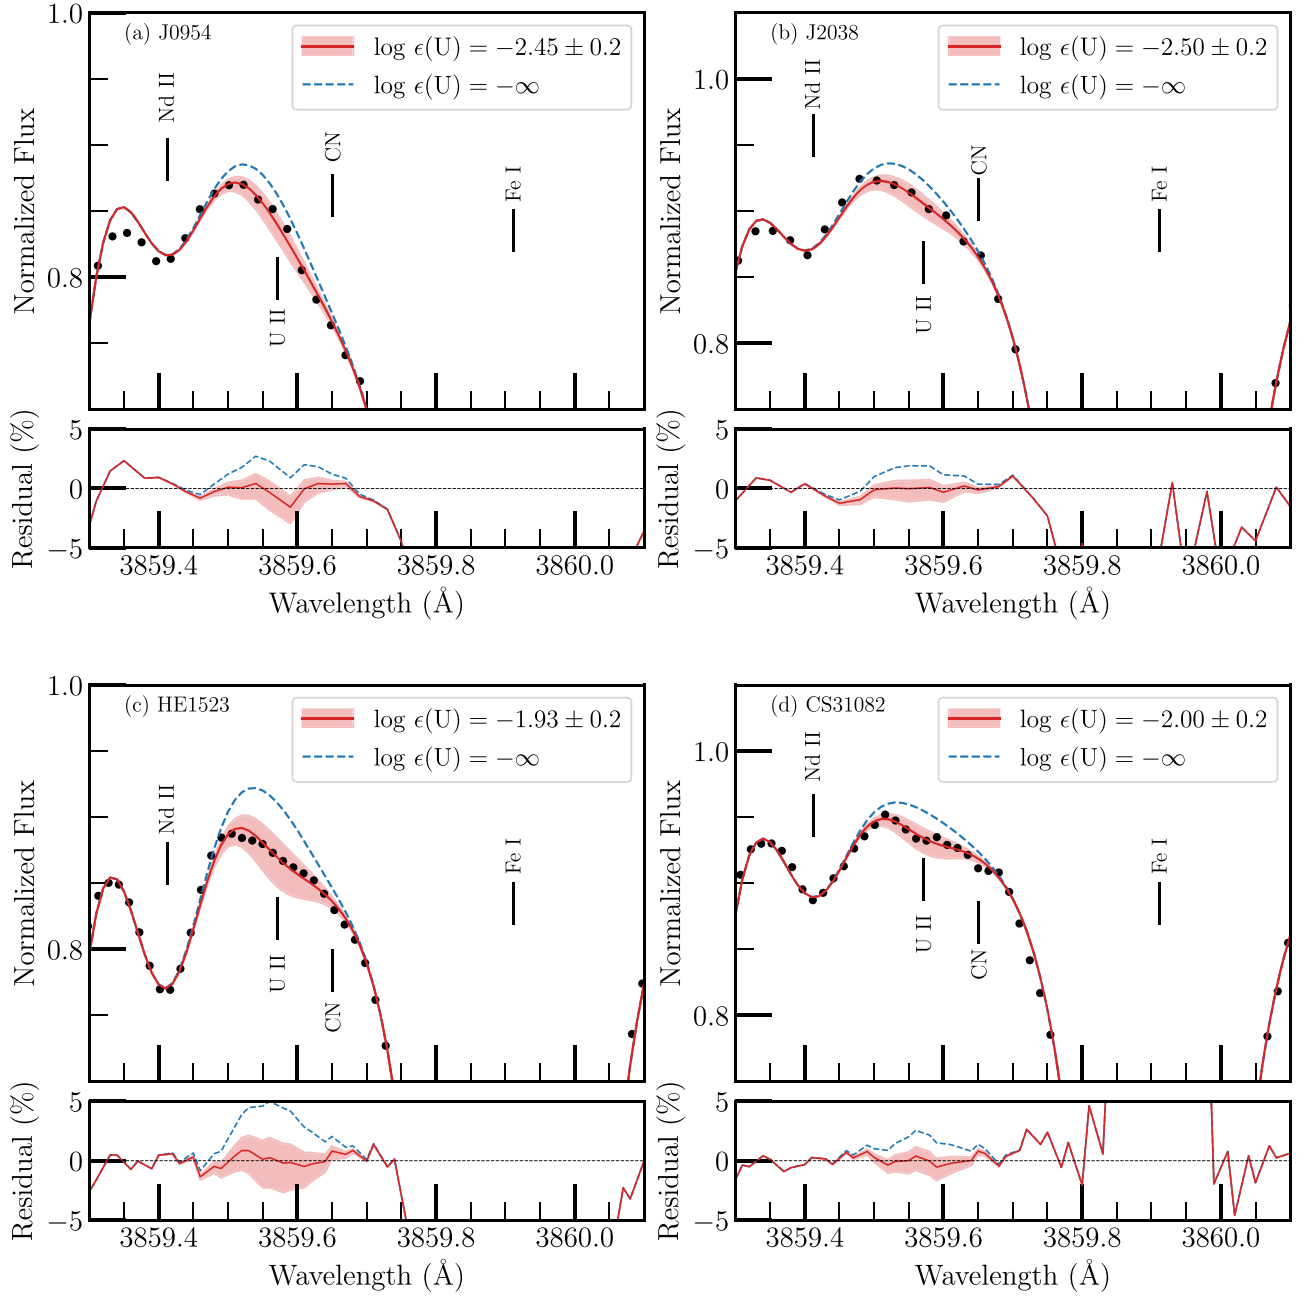 (a) J0954
log ϵ(U) = −2.45 ± 0.2
log ϵ(U) = −∞
Nd II
CN
Fe I
U II
1.0
0.8
Normalized Flux
5
0
−5
Residual (%)
3859.4 3859.6 3859.8 3860.0
Wavelength (Å)
(b) J2038
log ϵ(U) = −2.50 ± 0.2
log ϵ(U) = −∞
Nd II
CN
Fe I
U II
1.0
0.8
Normalized Flux
5
0
−5
Residual (%)
3859.4 3859.6 3859.8 3860.0
Wavelength (Å)
(c) HE1523
log ϵ(U) = −1.93 ± 0.2
log ϵ(U) = −∞
Nd II
Fe I
U II
CN
1.0
0.8
Normalized Flux
5
0
−5
Residual (%)
3859.4 3859.6 3859.8 3860.0
Wavelength (Å)
(d) CS31082
log ϵ(U) = −2.00 ± 0.2
log ϵ(U) = −∞
Nd II
Fe I
U II
CN
1.0
0.8
Normalized Flux
5
0
−5
Residual (%)
3859.4 3859.6 3859.8 3860.0
Wavelength (Å)